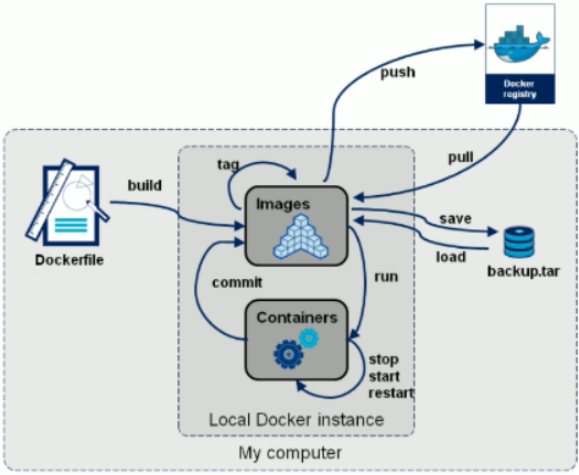 Docker
registry
push
pull
tag
build
Images
save
load
Dockerfile
backup.tar
commit
run
Containers
stop
start
restart
Local Docker instance
My computer